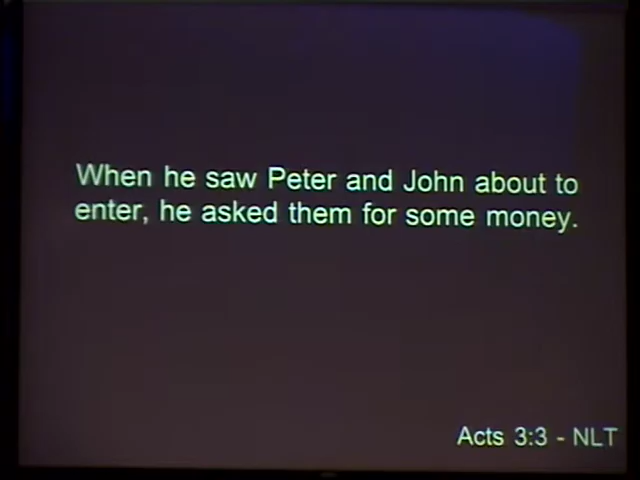 When he saw Peter and John about to
enter, he asked them for some money.
Acts 3:3 - NLT